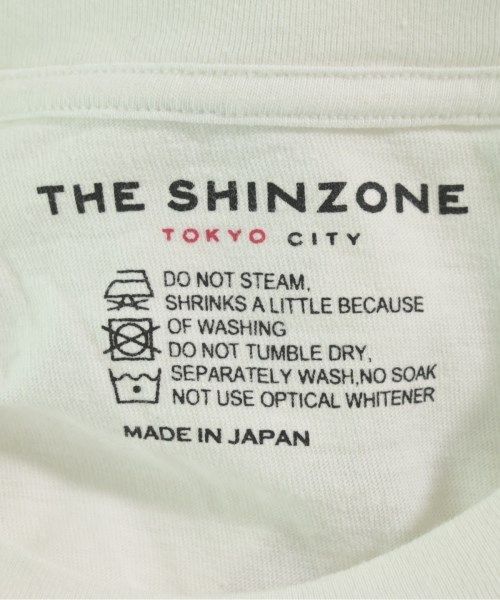 THE SHINZONE
TOKYO CITY
DO NOT STEAM,
SHRINKS A LITTLE BECAUSE
OF WASHING
DO NOT TUMBLE DRY,
SEPARATELY WASH,NO SOAK
NOT USE OPTICAL WHITENER
MADE IN JAPAN